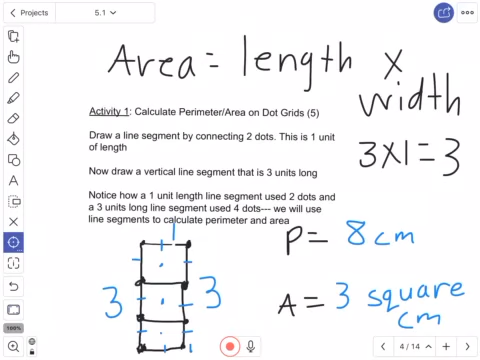 Projects
5.1
Area = length x
width
Activity 1: Calculate Perimeter/Area on Dot Grids (5)
Draw a line segment by connecting 2 dots. This is 1 unit
of length
3x1=3
Now draw a vertical line segment that is 3 units long
Notice how a 1 unit length line segment used 2 dots and
a 3 units long line segment used 4 dots--- we will use
line segments to calculate perimeter and area
1
P= 8cm
3 3
A = 3 square
cm
1
100%
4 / 14